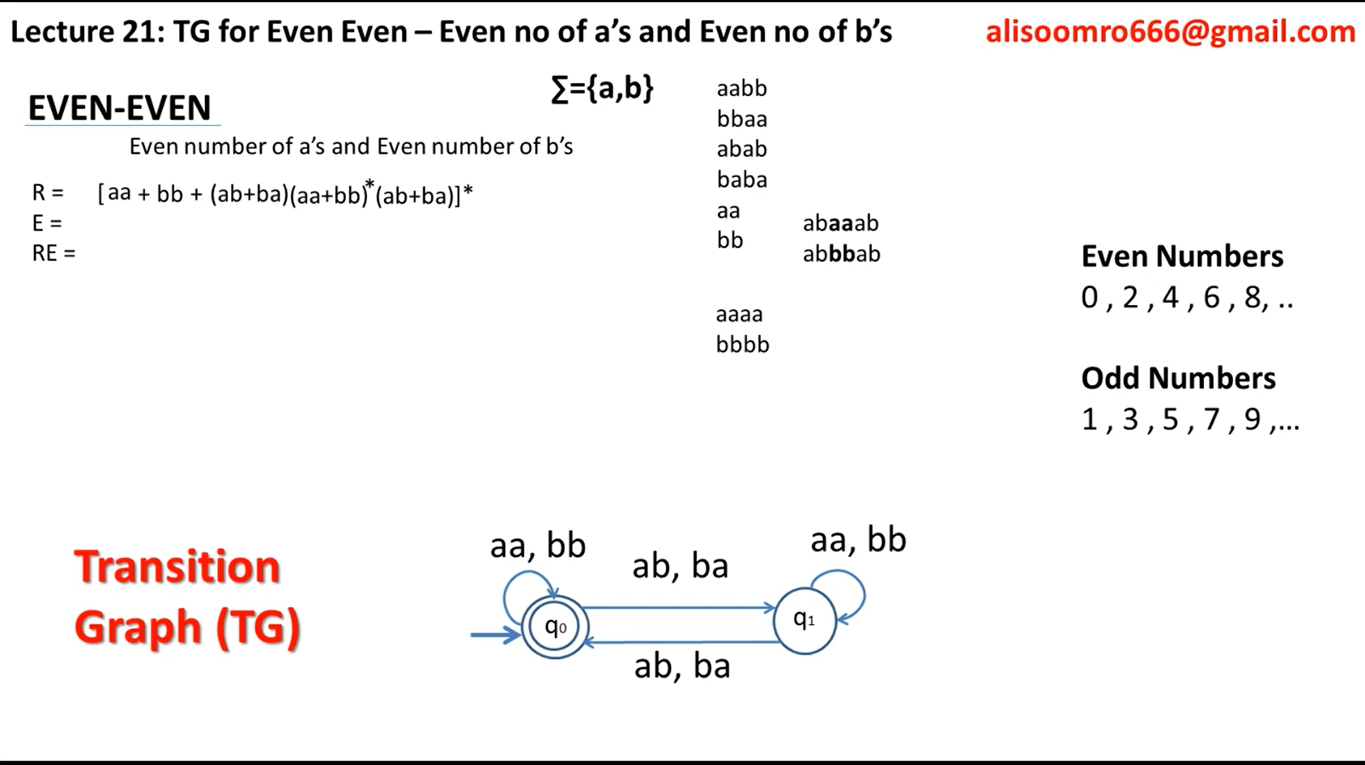 Lecture 21: TG for Even Even – Even no of a's and Even no of b's
alisoomro666@gmail.com
EVEN-EVEN
∑={a,b}
Even number of a's and Even number of b's
R = [aa + bb + (ab+ba)(aa+bb)*(ab+ba)]*
E =
RE =
aabb
bbaa
abab
baba
aa
bb
abaaab
abbbab
aaaa
bbbb
Even Numbers
0 , 2 , 4 , 6 , 8, ..
Odd Numbers
1 , 3 , 5 , 7 , 9 ,...
Transition
Graph (TG)
aa, bb
ab, ba
aa, bb
q0
q1
ab, ba